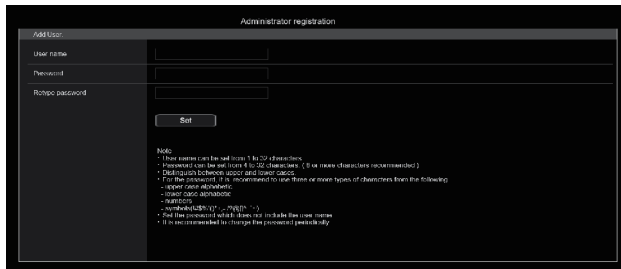 Administrator registration
Add User.
User name
Password
Retype password
Set
Note
* User name can be set from 1 to 32 characters.
* Password can be set from 4 to 32 characters. ( 8 or more characters recommended )
* Distinguish between upper and lower cases.
* For the password, it is recommend to use three or more types of characters from the following
- upper case alphabetic
- lower case alphabetic
- numbers
- symbols
* Set the password which does not include the user name
* It is recommended to change the password periodically